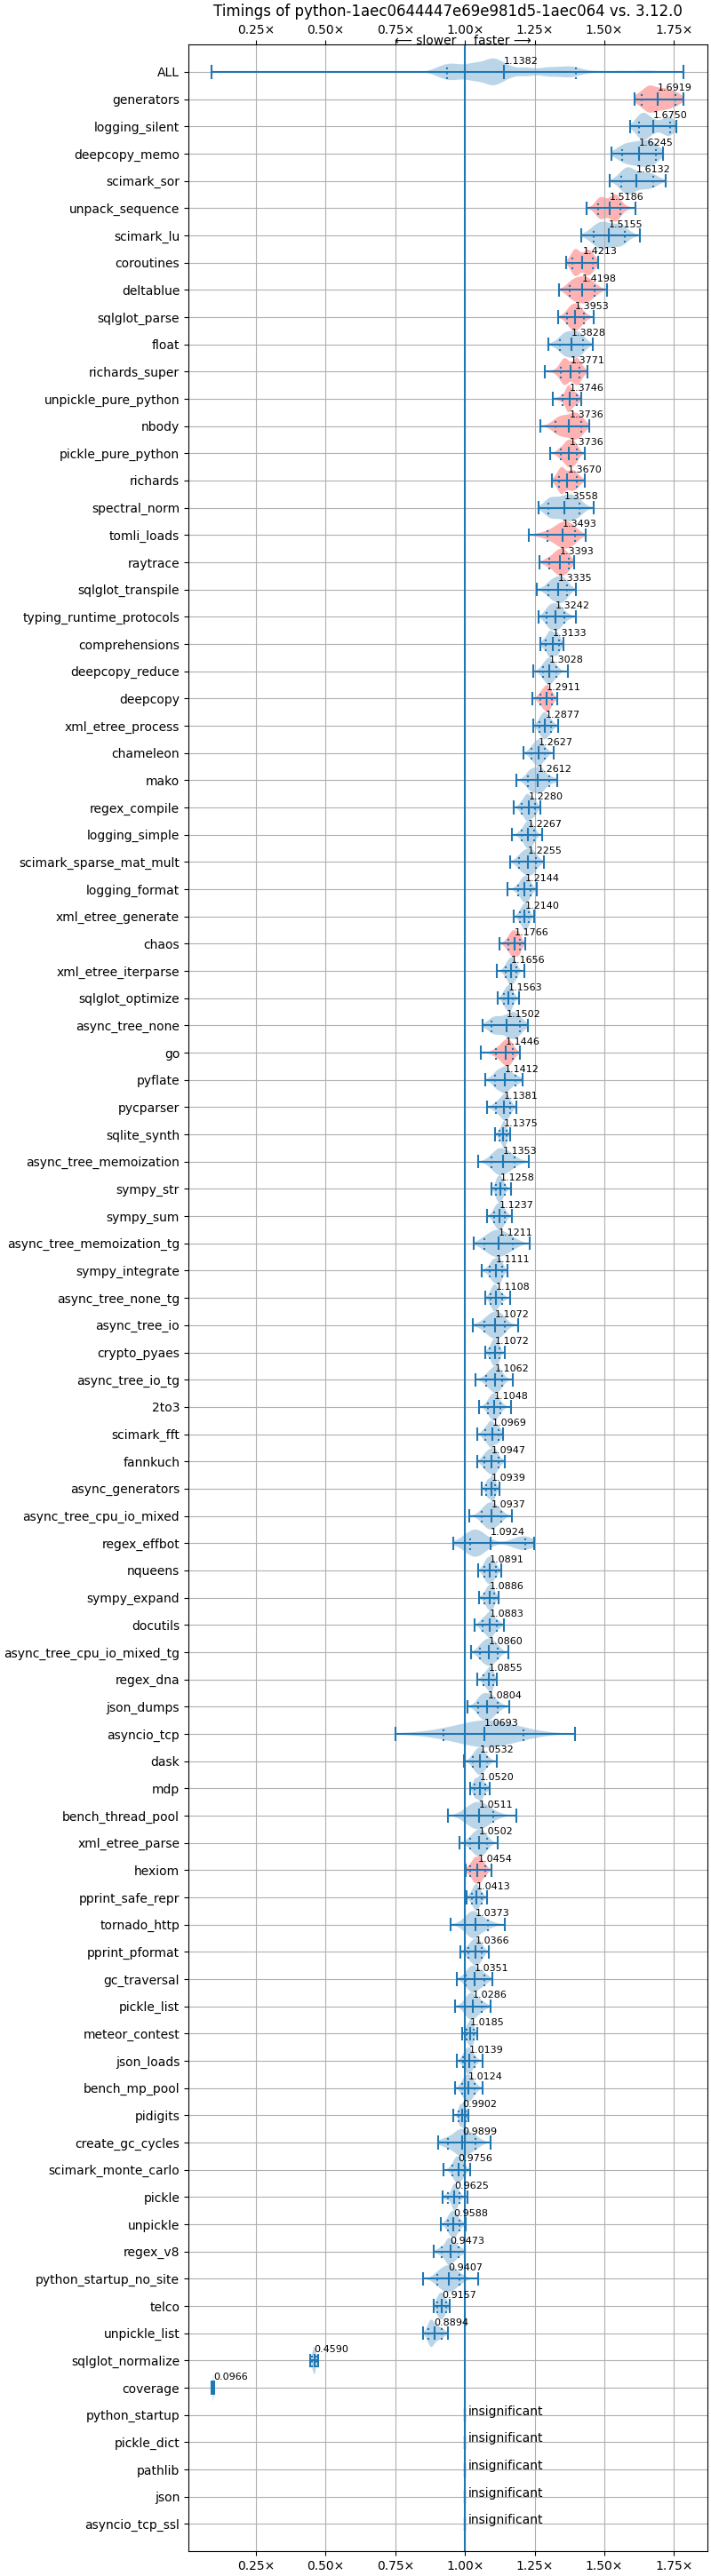 Timings of python-1aec0644447e69e981d5-1aec064 vs. 3.12.0
0.25× 0.50× 0.75× 1.00× 1.25× 1.50× 1.75×
⟵ slower faster ⟶
ALL 1.1382
generators 1.6919
logging_silent 1.6750
deepcopy_memo 1.6245
scimark_sor 1.6132
unpack_sequence 1.5186
scimark_lu 1.5155
coroutines 1.4213
deltablue 1.4198
sqlglot_parse 1.3953
float 1.3828
richards_super 1.3771
unpickle_pure_python 1.3746
nbody 1.3736
pickle_pure_python 1.3736
richards 1.3670
spectral_norm 1.3558
tomli_loads 1.3493
raytrace 1.3393
sqlglot_transpile 1.3335
typing_runtime_protocols 1.3242
comprehensions 1.3133
deepcopy_reduce 1.3028
deepcopy 1.2911
xml_etree_process 1.2877
chameleon 1.2627
mako 1.2612
regex_compile 1.2280
logging_simple 1.2267
scimark_sparse_mat_mult 1.2255
logging_format 1.2144
xml_etree_generate 1.2140
chaos 1.1766
xml_etree_iterparse 1.1656
sqlglot_optimize 1.1563
async_tree_none 1.1502
go 1.1446
pyflate 1.1412
pycparser 1.1381
sqlite_synth 1.1375
async_tree_memoization 1.1353
sympy_str 1.1258
sympy_sum 1.1237
async_tree_memoization_tg 1.1211
sympy_integrate 1.1111
async_tree_none_tg 1.1108
async_tree_io 1.1072
crypto_pyaes 1.1072
async_tree_io_tg 1.1062
2to3 1.1048
scimark_fft 1.0969
fannkuch 1.0947
async_generators 1.0939
async_tree_cpu_io_mixed 1.0937
regex_effbot 1.0924
nqueens 1.0891
sympy_expand 1.0886
docutils 1.0883
async_tree_cpu_io_mixed_tg 1.0860
regex_dna 1.0855
json_dumps 1.0804
asyncio_tcp 1.0693
dask 1.0532
mdp 1.0520
bench_thread_pool 1.0511
xml_etree_parse 1.0502
hexiom 1.0454
pprint_safe_repr 1.0413
tornado_http 1.0373
pprint_pformat 1.0366
gc_traversal 1.0351
pickle_list 1.0286
meteor_contest 1.0185
json_loads 1.0139
bench_mp_pool 1.0124
pidigits 0.9902
create_gc_cycles 0.9899
scimark_monte_carlo 0.9756
pickle 0.9625
unpickle 0.9588
regex_v8 0.9473
python_startup_no_site 0.9407
telco 0.9157
unpickle_list 0.8894
sqlglot_normalize 0.4590
coverage 0.0966
python_startup insignificant
pickle_dict insignificant
pathlib insignificant
json insignificant
asyncio_tcp_ssl insignificant
0.25× 0.50× 0.75× 1.00× 1.25× 1.50× 1.75×